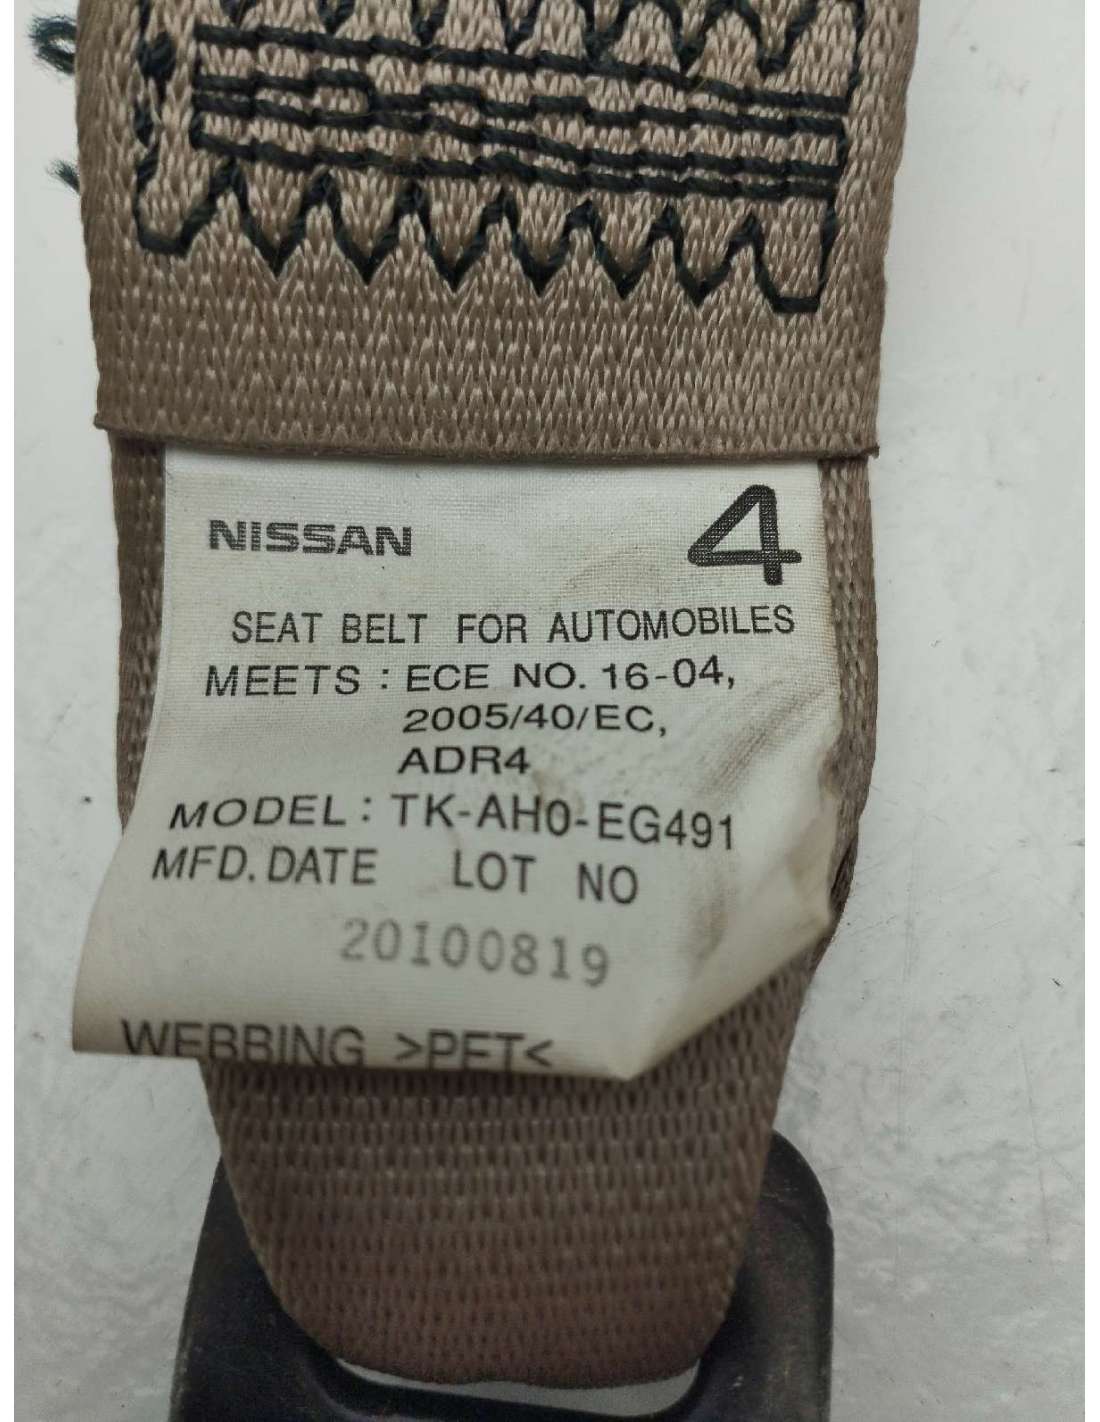 NISSAN 4
SEAT BELT FOR AUTOMOBILES
MEETS : ECE NO. 16-04,
2005/40/EC,
ADR4
MODEL : TK-AH0-EG491
MFD. DATE LOT NO
20100819
WEBBING >PET<